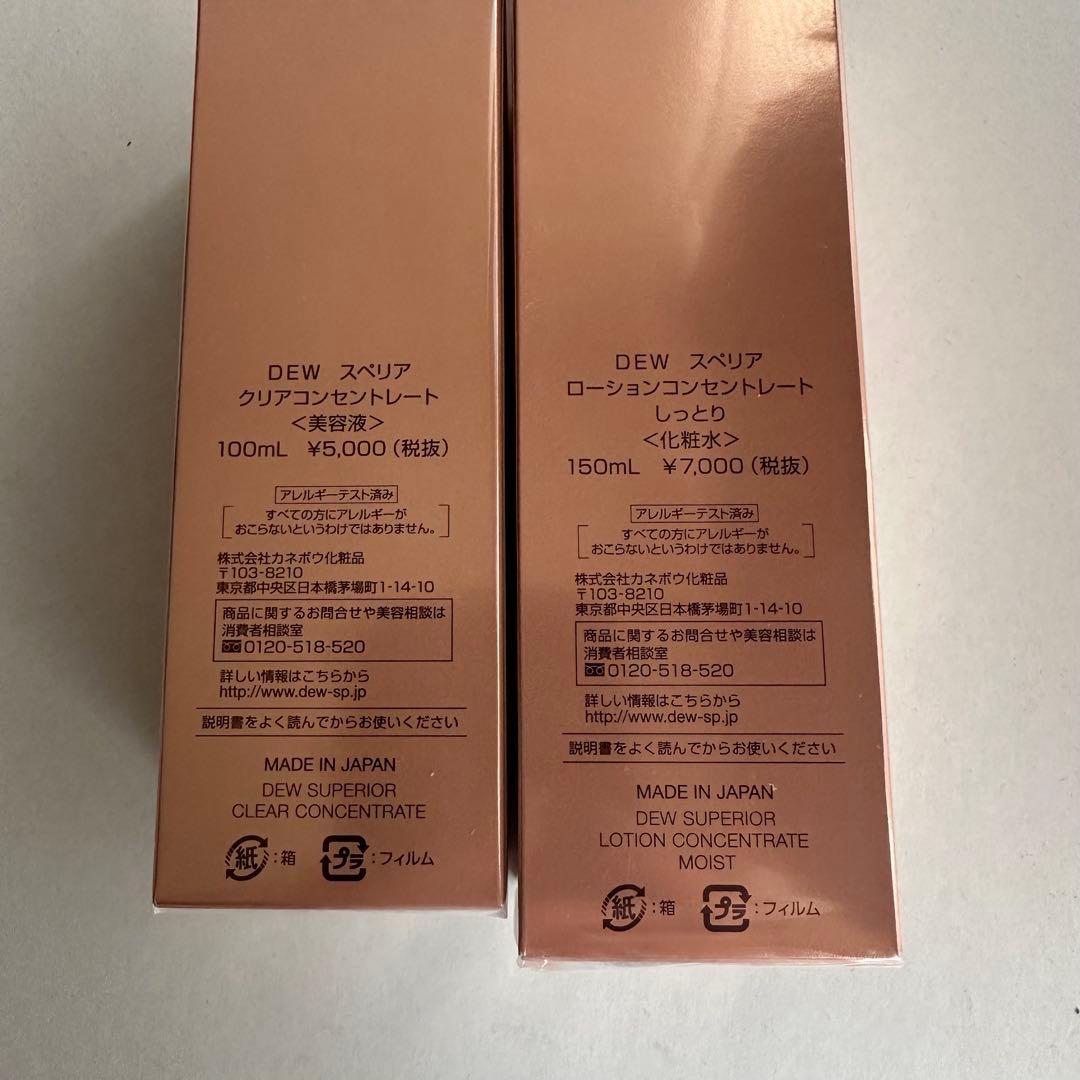 DEW スペリア
クリアコンセントレート
<美容液>
100mL ¥5,000（税抜）
アレルギーテスト済み
すべての方にアレルギーが
おこらないというわけではありません。
株式会社カネボウ化粧品
〒103-8210
東京都中央区日本橋茅場町1-14-10
商品に関するお問合せや美容相談は
消費者相談室
0120-518-520
詳しい情報はこちらから
http://www.dew-sp.jp
説明書をよく読んでからお使いください
MADE IN JAPAN
DEW SUPERIOR
CLEAR CONCENTRATE
紙：箱 プラ：フィルム
DEW スペリア
ローションコンセントレート
しっとり
<化粧水>
150mL ¥7,000（税抜）
アレルギーテスト済み
すべての方にアレルギーが
おこらないというわけではありません。
株式会社カネボウ化粧品
〒103-8210
東京都中央区日本橋茅場町1-14-10
商品に関するお問合せや美容相談は
消費者相談室
0120-518-520
詳しい情報はこちらから
http://www.dew-sp.jp
説明書をよく読んでからお使いください
MADE IN JAPAN
DEW SUPERIOR
LOTION CONCENTRATE
MOIST
紙：箱 プラ：フィルム